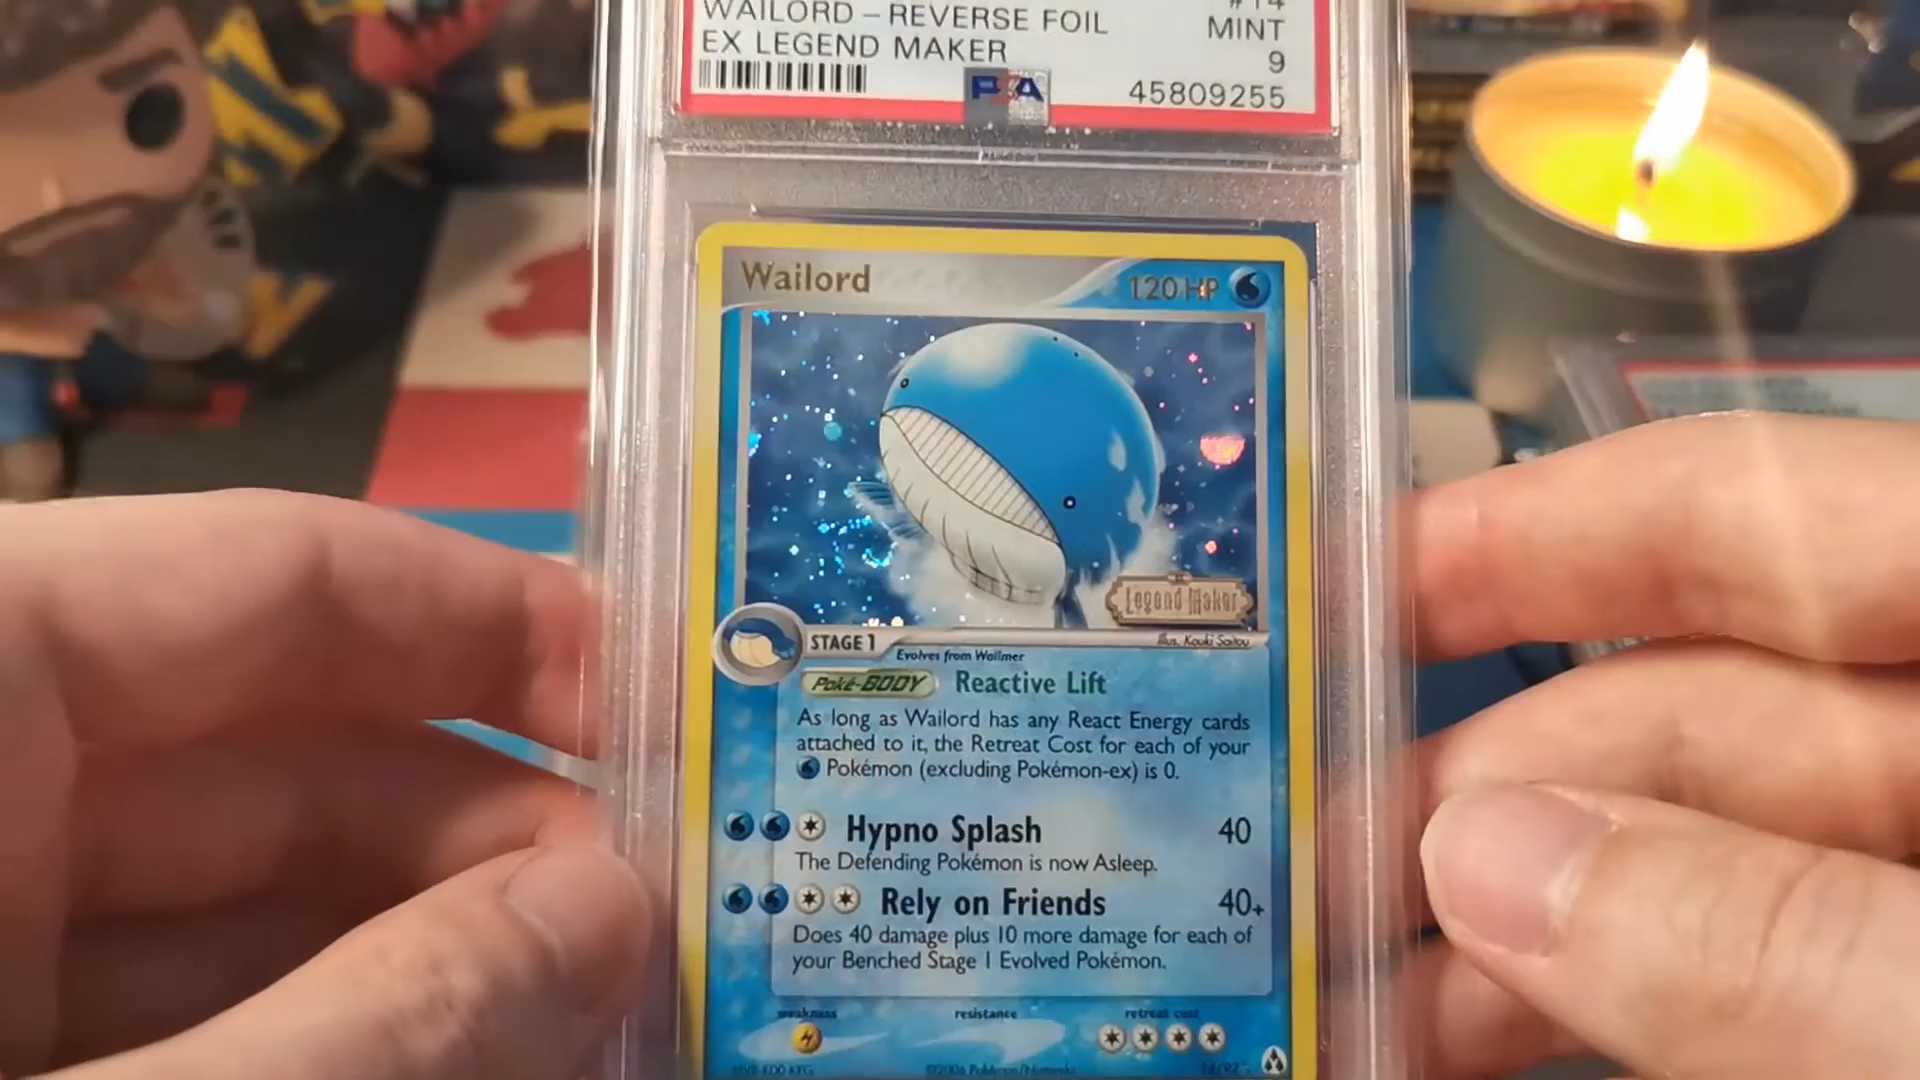 #14
WAILORD – REVERSE FOIL
MINT
EX LEGEND MAKER
9
PSA
45809255
Wailord
120 HP
Legend Maker
STAGE 1
Illus. Kouki Saitou
Evolves from Wailmer
Poké-BODY
Reactive Lift
As long as Wailord has any React Energy cards
attached to it, the Retreat Cost for each of your
Pokémon (excluding Pokémon-ex) is 0.
Hypno Splash 40
The Defending Pokémon is now Asleep.
Rely on Friends 40+
Does 40 damage plus 10 more damage for each of
your Benched Stage 1 Evolved Pokémon.
weakness
resistance
retreat cost
©2006 Pokémon/Nintendo
14/92